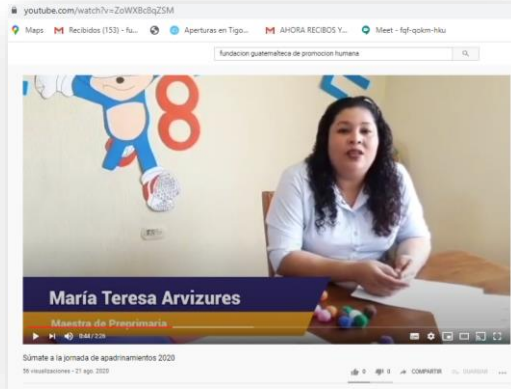 youtube.com/watch?v=ZoWXBc8qZSM
Maps
Recibidos (153) - fu...
Aperturas en Tigo...
AHORA RECIBOS Y...
Meet - fqf-qokm-hku
fundacion guatemalteca de promocion humana
8
María Teresa Arvizures
Maestra de Preprimaria
0:44 / 2:26
Súmate a la jornada de apadrinamientos 2020
56 visualizaciones - 21 ago. 2020
0
0
COMPARTIR
GUARDAR
...